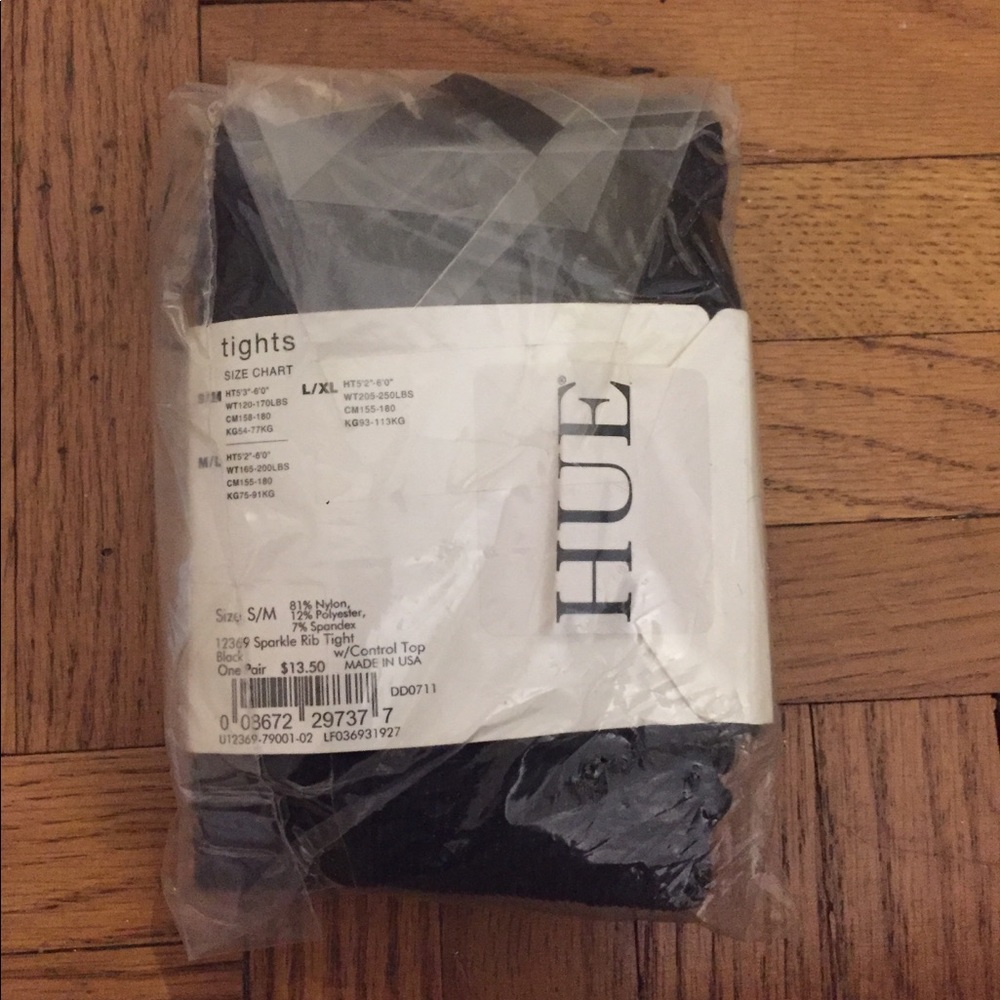 tights
SIZE CHART
S/M HT5'3"-6'0"
WT120-170LBS
CM158-180
KG54-77KG
M/L HT5'2"-6'0"
WT165-200LBS
CM155-180
KG75-91KG
L/XL HT5'2"-6'0"
WT205-250LBS
CM155-180
KG93-113KG
HUE®
Size: S/M 81% Nylon,
12% Polyester,
7% Spandex
12369 Sparkle Rib Tight
Black w/Control Top
One Pair $13.50 MADE IN USA
DD0711
0 08672 29737 7
U12369-79001-02 LF036931927